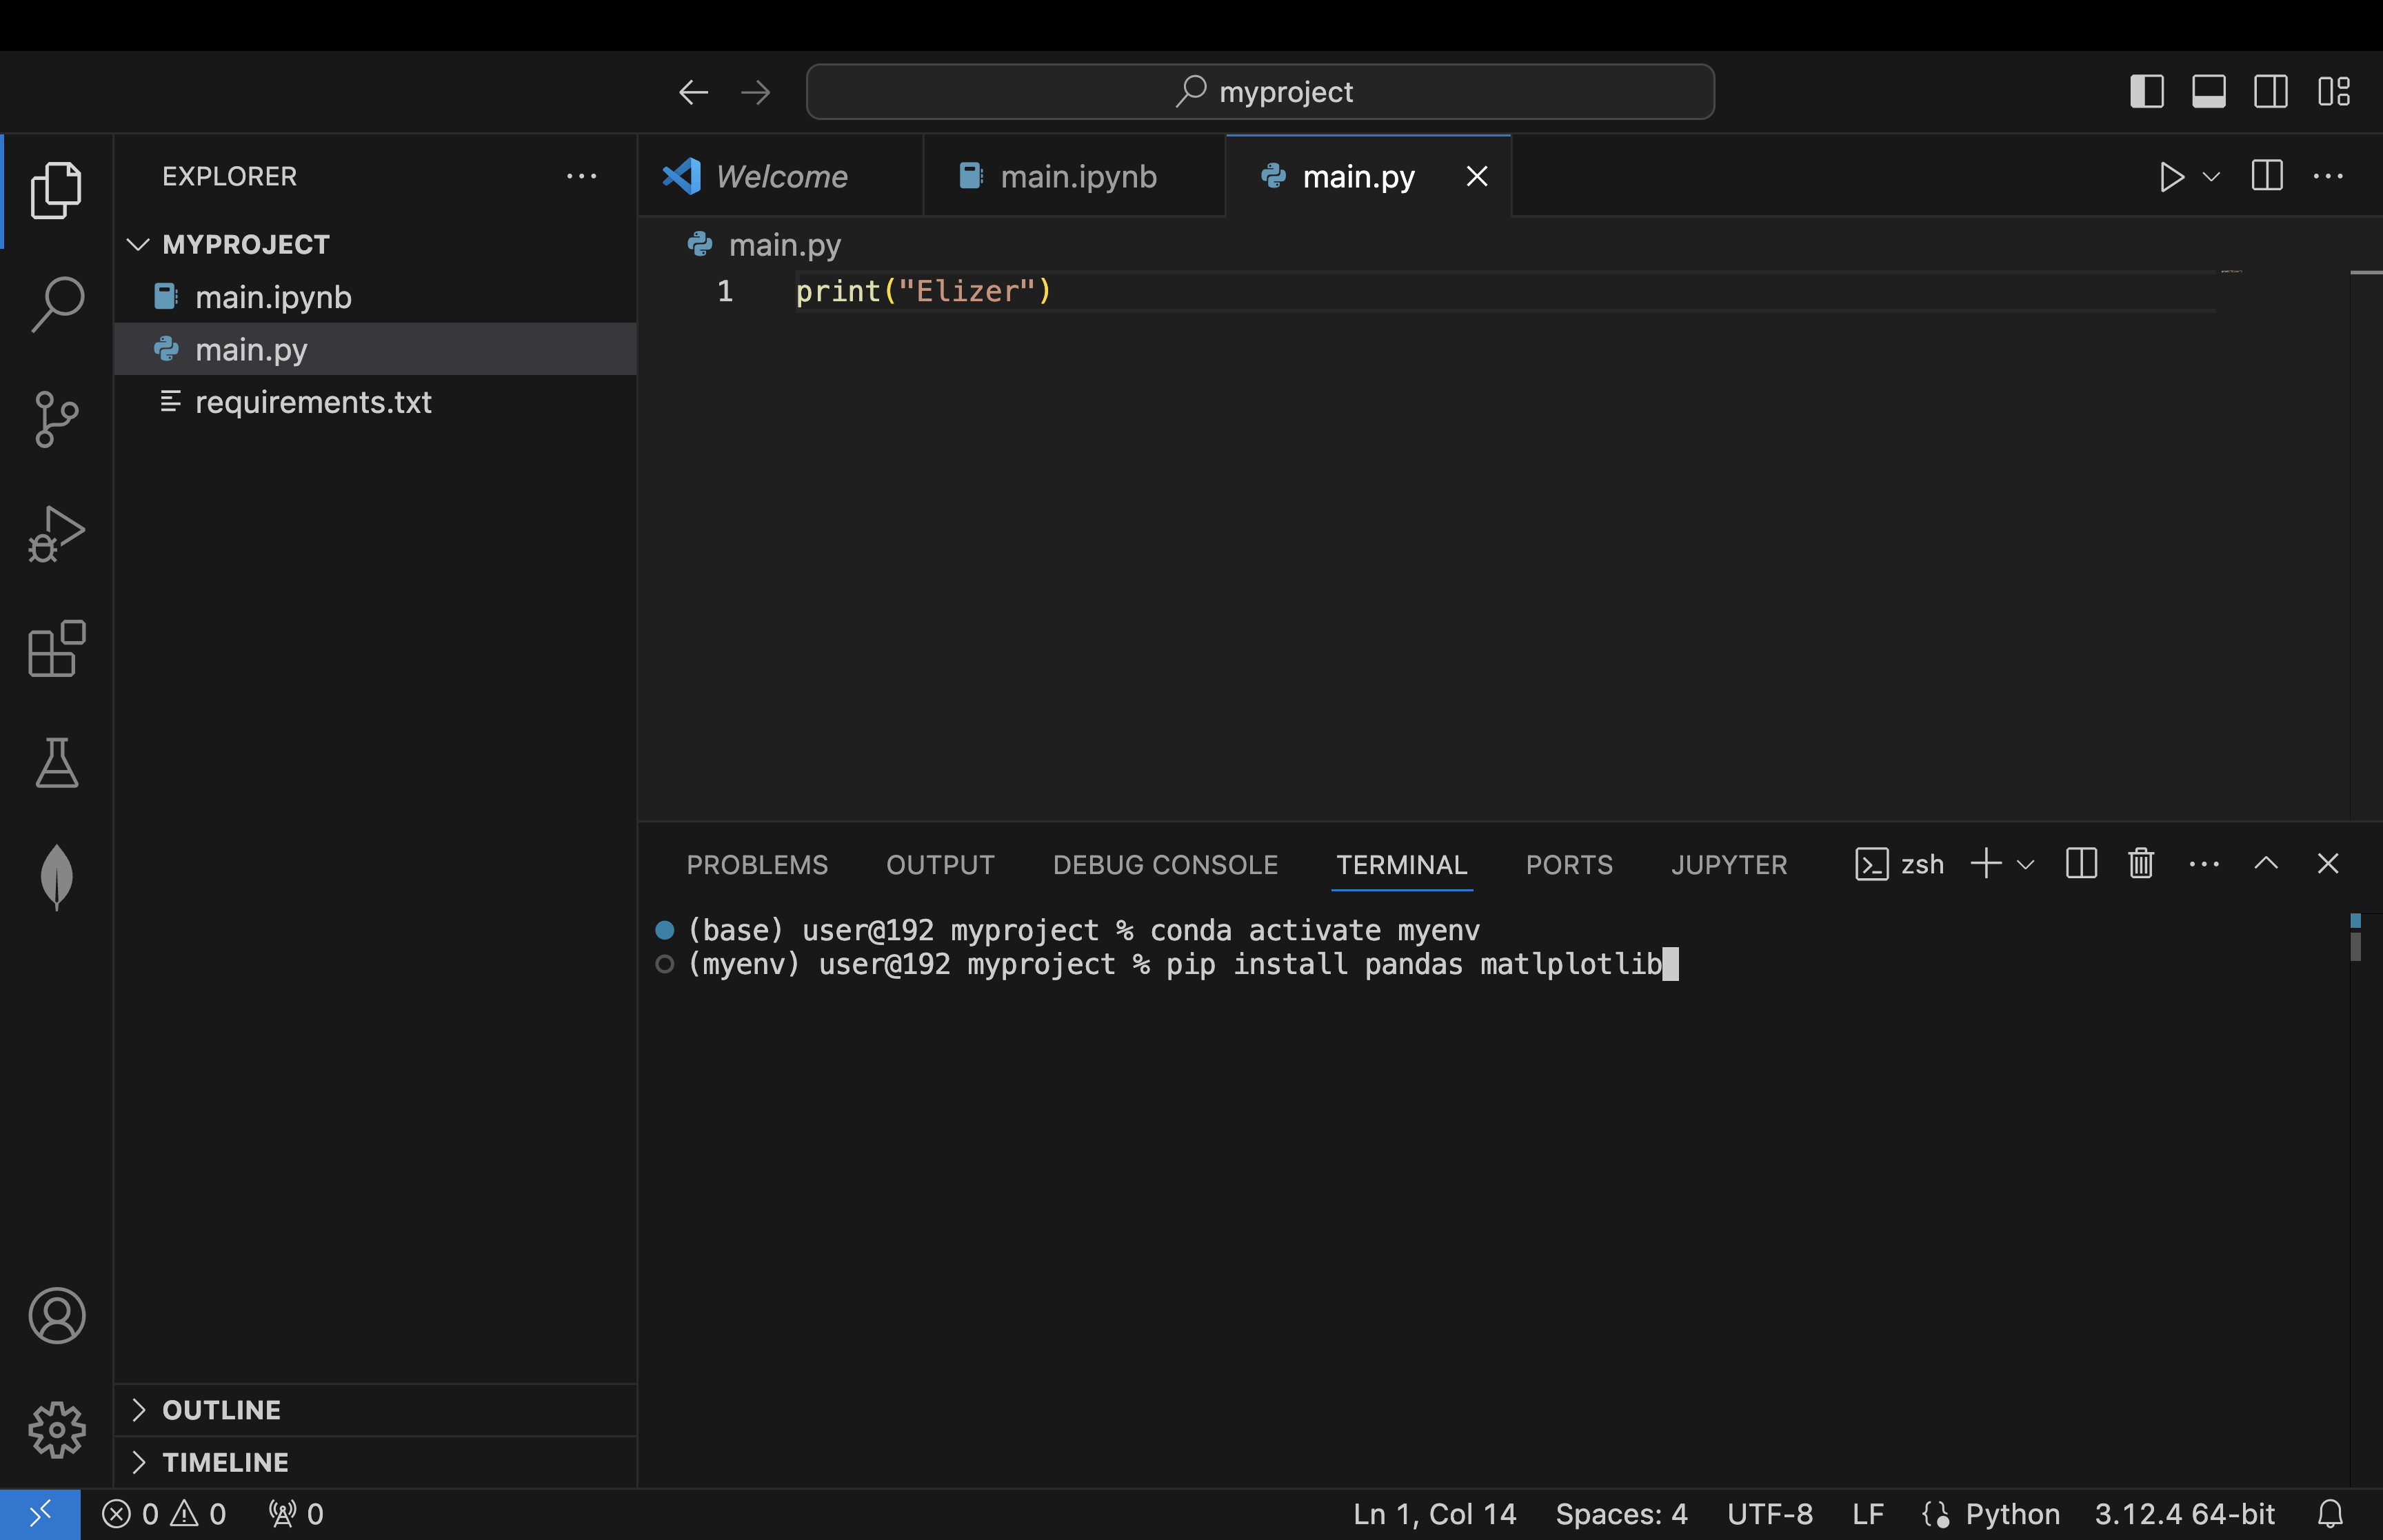 myproject
EXPLORER
MYPROJECT
main.ipynb
main.py
requirements.txt
OUTLINE
TIMELINE
Welcome
main.ipynb
main.py
main.py
1 print("Elizer")
PROBLEMS OUTPUT DEBUG CONSOLE TERMINAL PORTS JUPYTER zsh
(base) user@192 myproject % conda activate myenv
(myenv) user@192 myproject % pip install pandas matlplotlib
0 0 0 Ln 1, Col 14 Spaces: 4 UTF-8 LF Python 3.12.4 64-bit